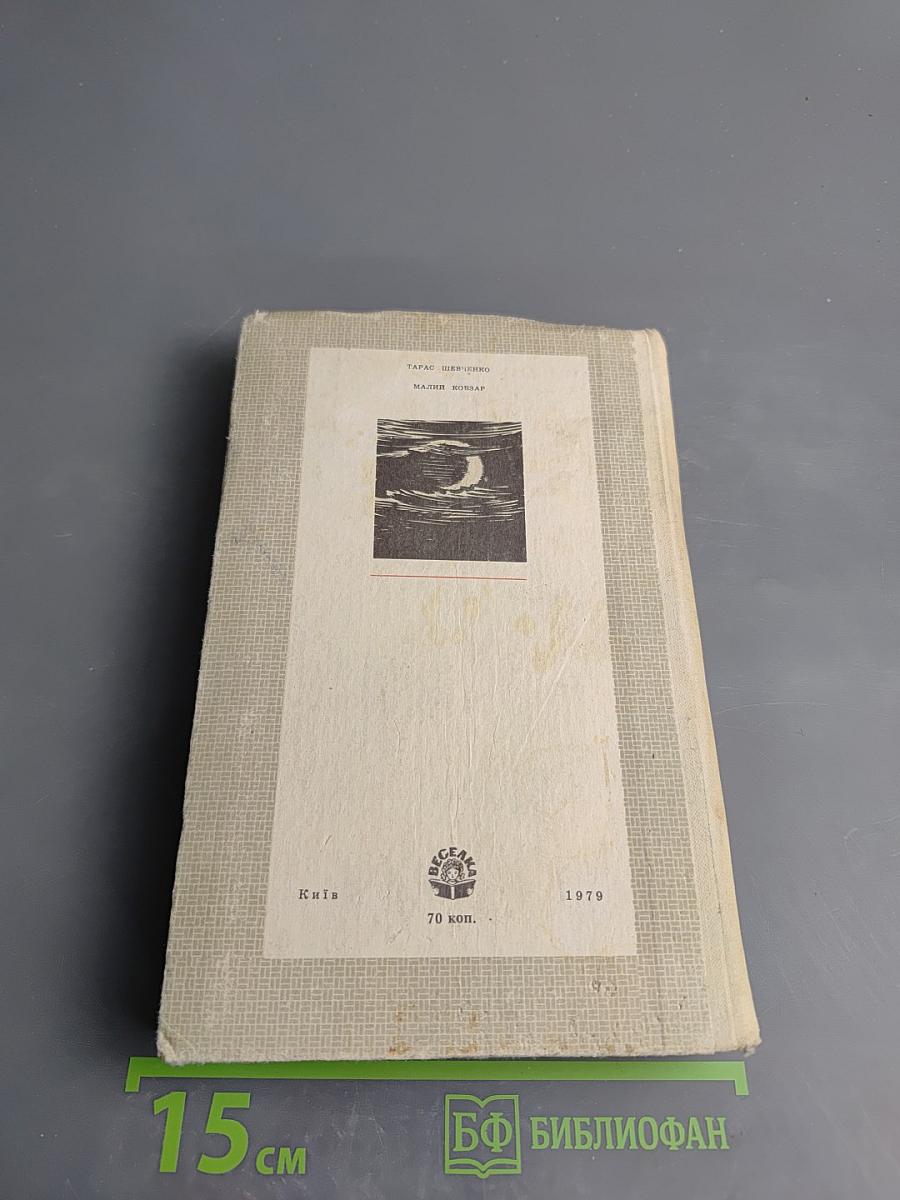 ТАРАС ШЕВЧЕНКО
МАЛИЙ КОБЗАР
ВЕСЕЛКА
Київ
1979
70 коп.
15 см
БФ БИБЛИОФАН